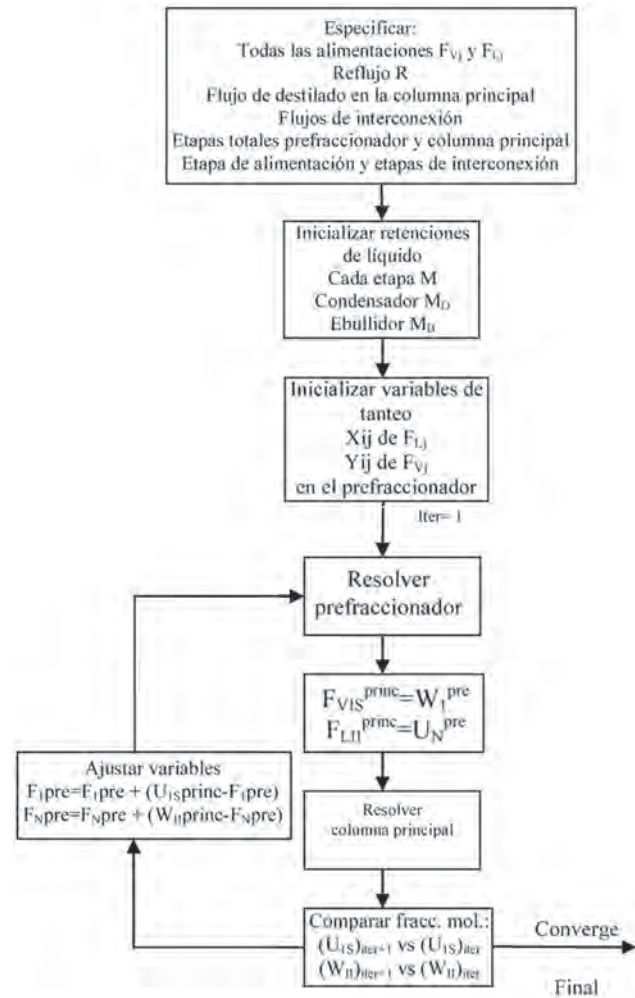 Especificar:
Todas las alimentaciones F_Vj y F_Lj
Reflujo R
Flujo de destilado en la columna principal
Flujos de interconexión
Etapas totales prefraccionador y columna principal
Etapa de alimentación y etapas de interconexión
Inicializar retenciones
de líquido
Cada etapa M
Condensador M_D
Ebullidor M_B
Inicializar variables de
tanteo
Xij de F_Lj
Yij de F_Vj
en el prefraccionador
Iter= 1
Resolver
prefraccionador
F_VIS^princ=W_1^pre
F_LII^princ=U_N^pre
Ajustar variables
F_1pre=F_1pre + (U_ISprinc-F_1pre)
F_Npre=F_Npre + (W_IIprinc-F_Npre)
Resolver
columna principal
Comparar fracc. mol.:
(U_IS)_iter+1 vs (U_IS)_iter
(W_II)_iter+1 vs (W_II)_iter
Converge
Final